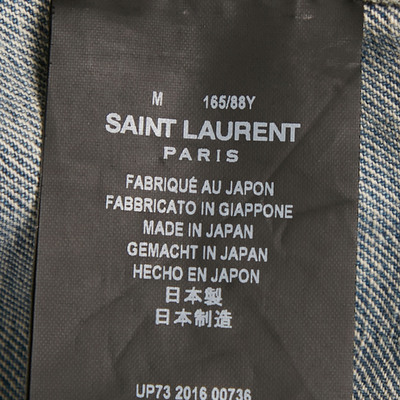 M 165/88Y
SAINT LAURENT
PARIS
FABRIQUÉ AU JAPON
FABBRICATO IN GIAPPONE
MADE IN JAPAN
GEMACHT IN JAPAN
HECHO EN JAPON
日本製
日本制造
UP73 2016 00736